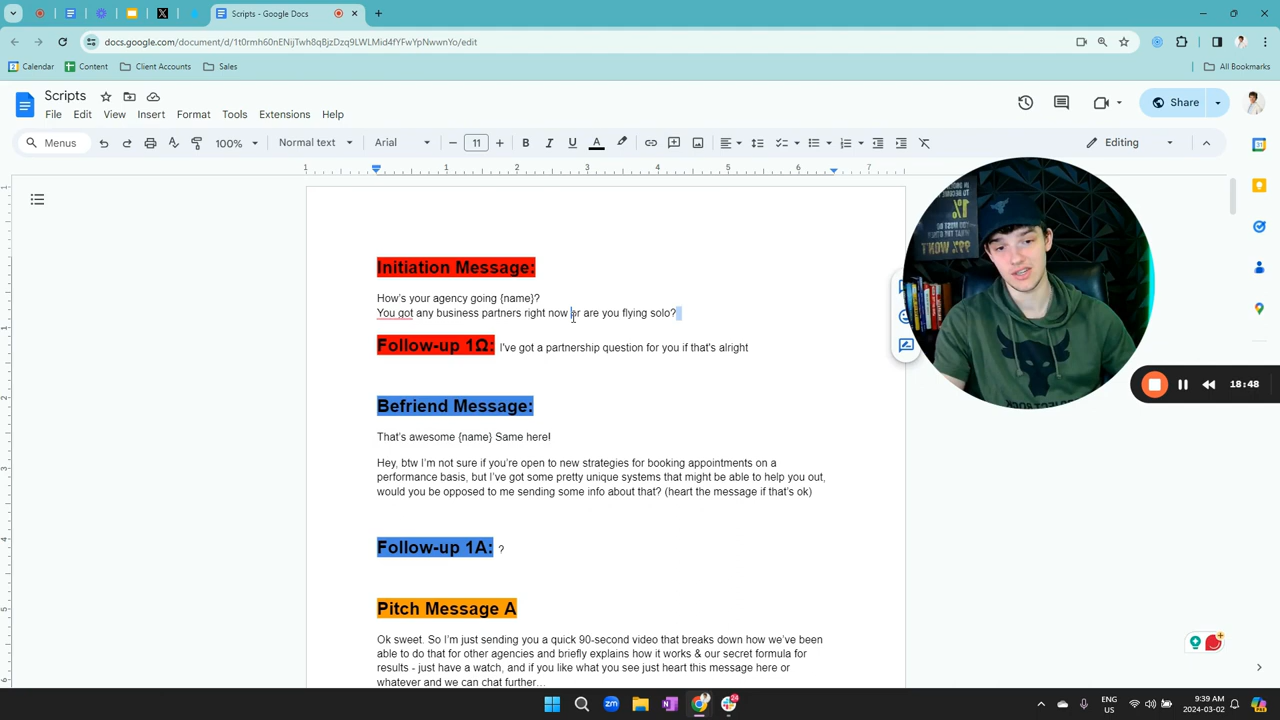 Scripts - Google Docs
docs.google.com/document/d/1t0rmh60nENijTwh8qBjzDzq9LWLMid4fYFwYpNwwnYo/edit
Calendar Content Client Accounts Sales All Bookmarks
Scripts
File Edit View Insert Format Tools Extensions Help
Share
Menus 100% Normal text Arial 11 Editing
1 1 2 3 4 5 6 7
Initiation Message:
How's your agency going {name}?
You got any business partners right now or are you flying solo?
Follow-up 1Ω: I've got a partnership question for you if that's alright
Befriend Message:
That's awesome {name} Same here!
Hey, btw I'm not sure if you're open to new strategies for booking appointments on a
performance basis, but I've got some pretty unique systems that might be able to help you out,
would you be opposed to me sending some info about that? (heart the message if that's ok)
Follow-up 1A: ?
Pitch Message A
Ok sweet. So I'm just sending you a quick 90-second video that breaks down how we've been
able to do that for other agencies and briefly explains how it works & our secret formula for
results - just have a watch, and if you like what you see just heart this message here or
whatever and we can chat further…
18:48
24
ENG
US
9:39 AM
2024-03-02